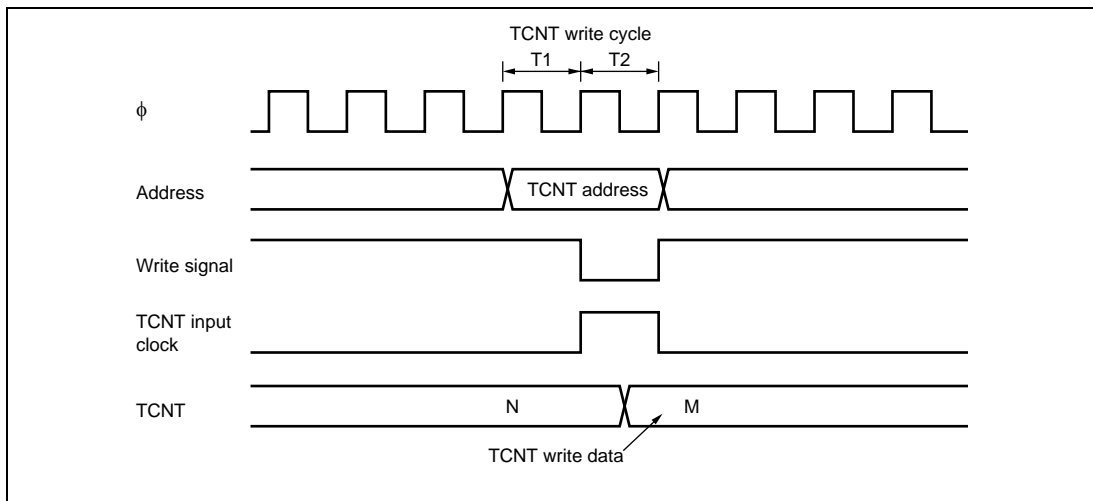 TCNT write cycle
T1 T2
ϕ
Address
TCNT address
Write signal
TCNT input
clock
TCNT
N M
TCNT write data